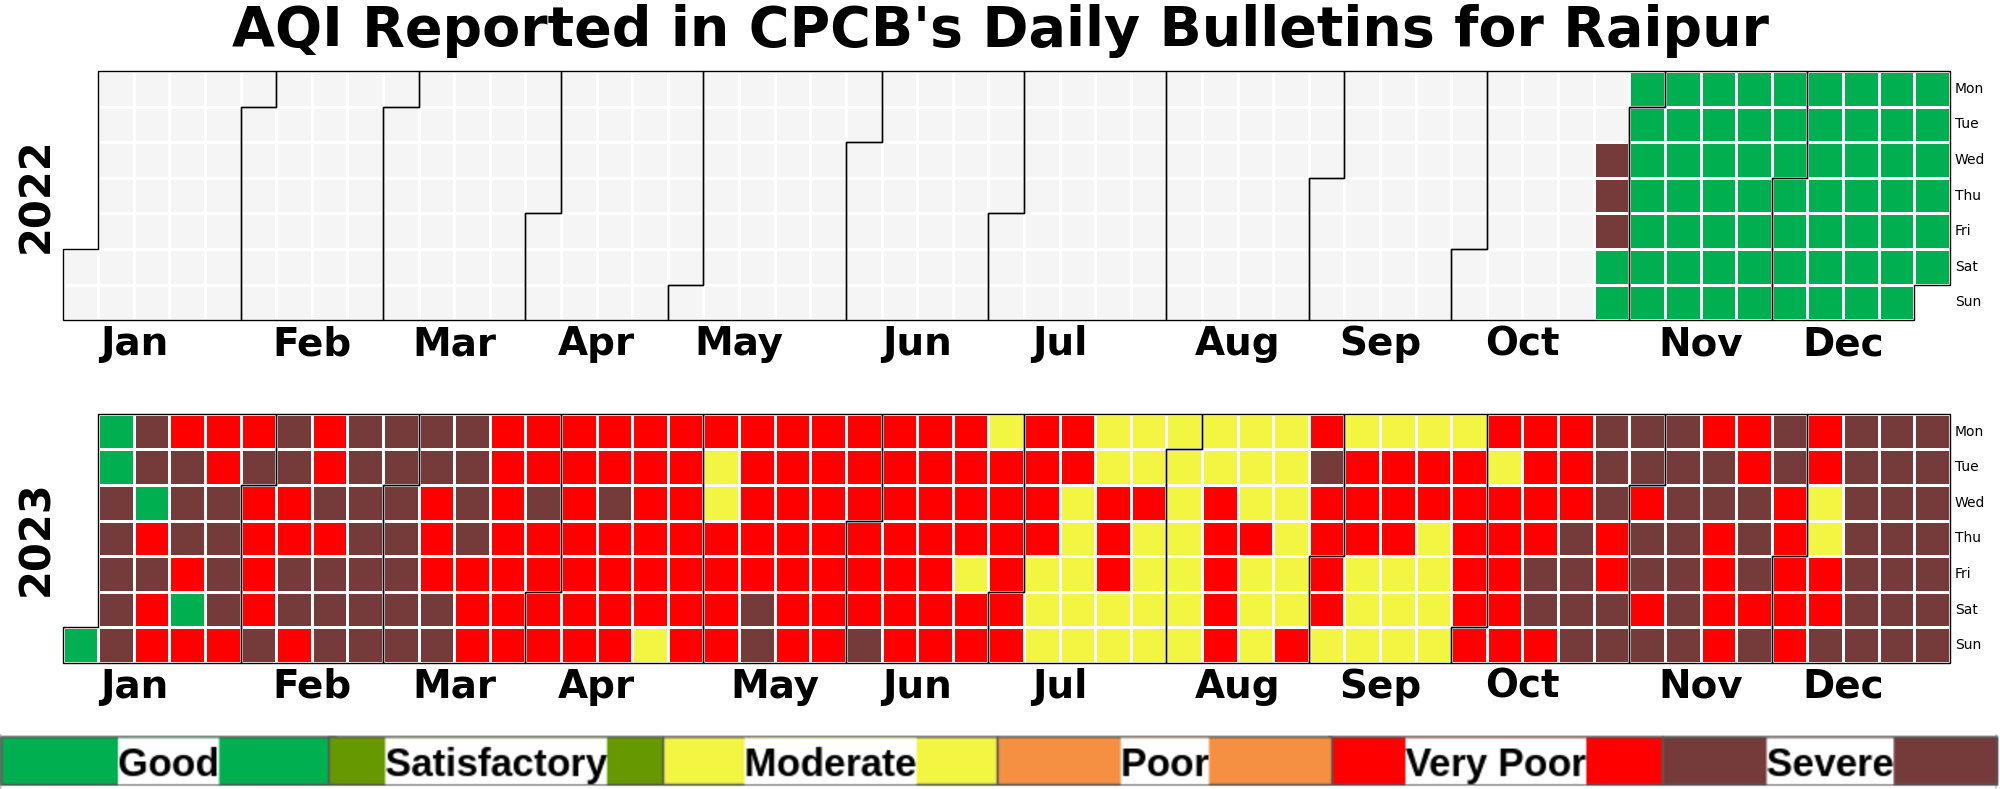 AQI Reported in CPCB's Daily Bulletins for Raipur
2022
Mon
Tue
Wed
Thu
Fri
Sat
Sun
Jan Feb Mar Apr May Jun Jul Aug Sep Oct Nov Dec
2023
Mon
Tue
Wed
Thu
Fri
Sat
Sun
Jan Feb Mar Apr May Jun Jul Aug Sep Oct Nov Dec
Good Satisfactory Moderate Poor Very Poor Severe